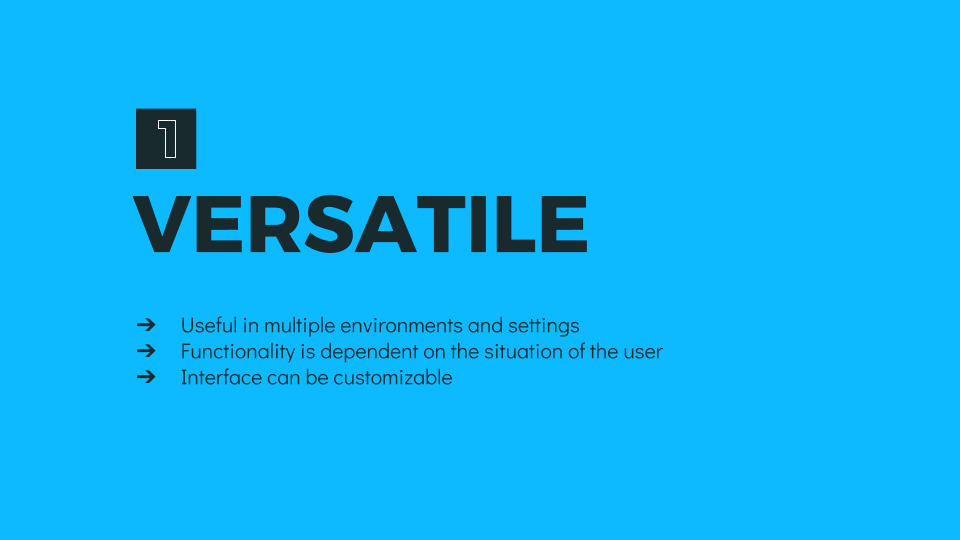 1
VERSATILE
➔ Useful in multiple environments and settings
➔ Functionality is dependent on the situation of the user
➔ Interface can be customizable